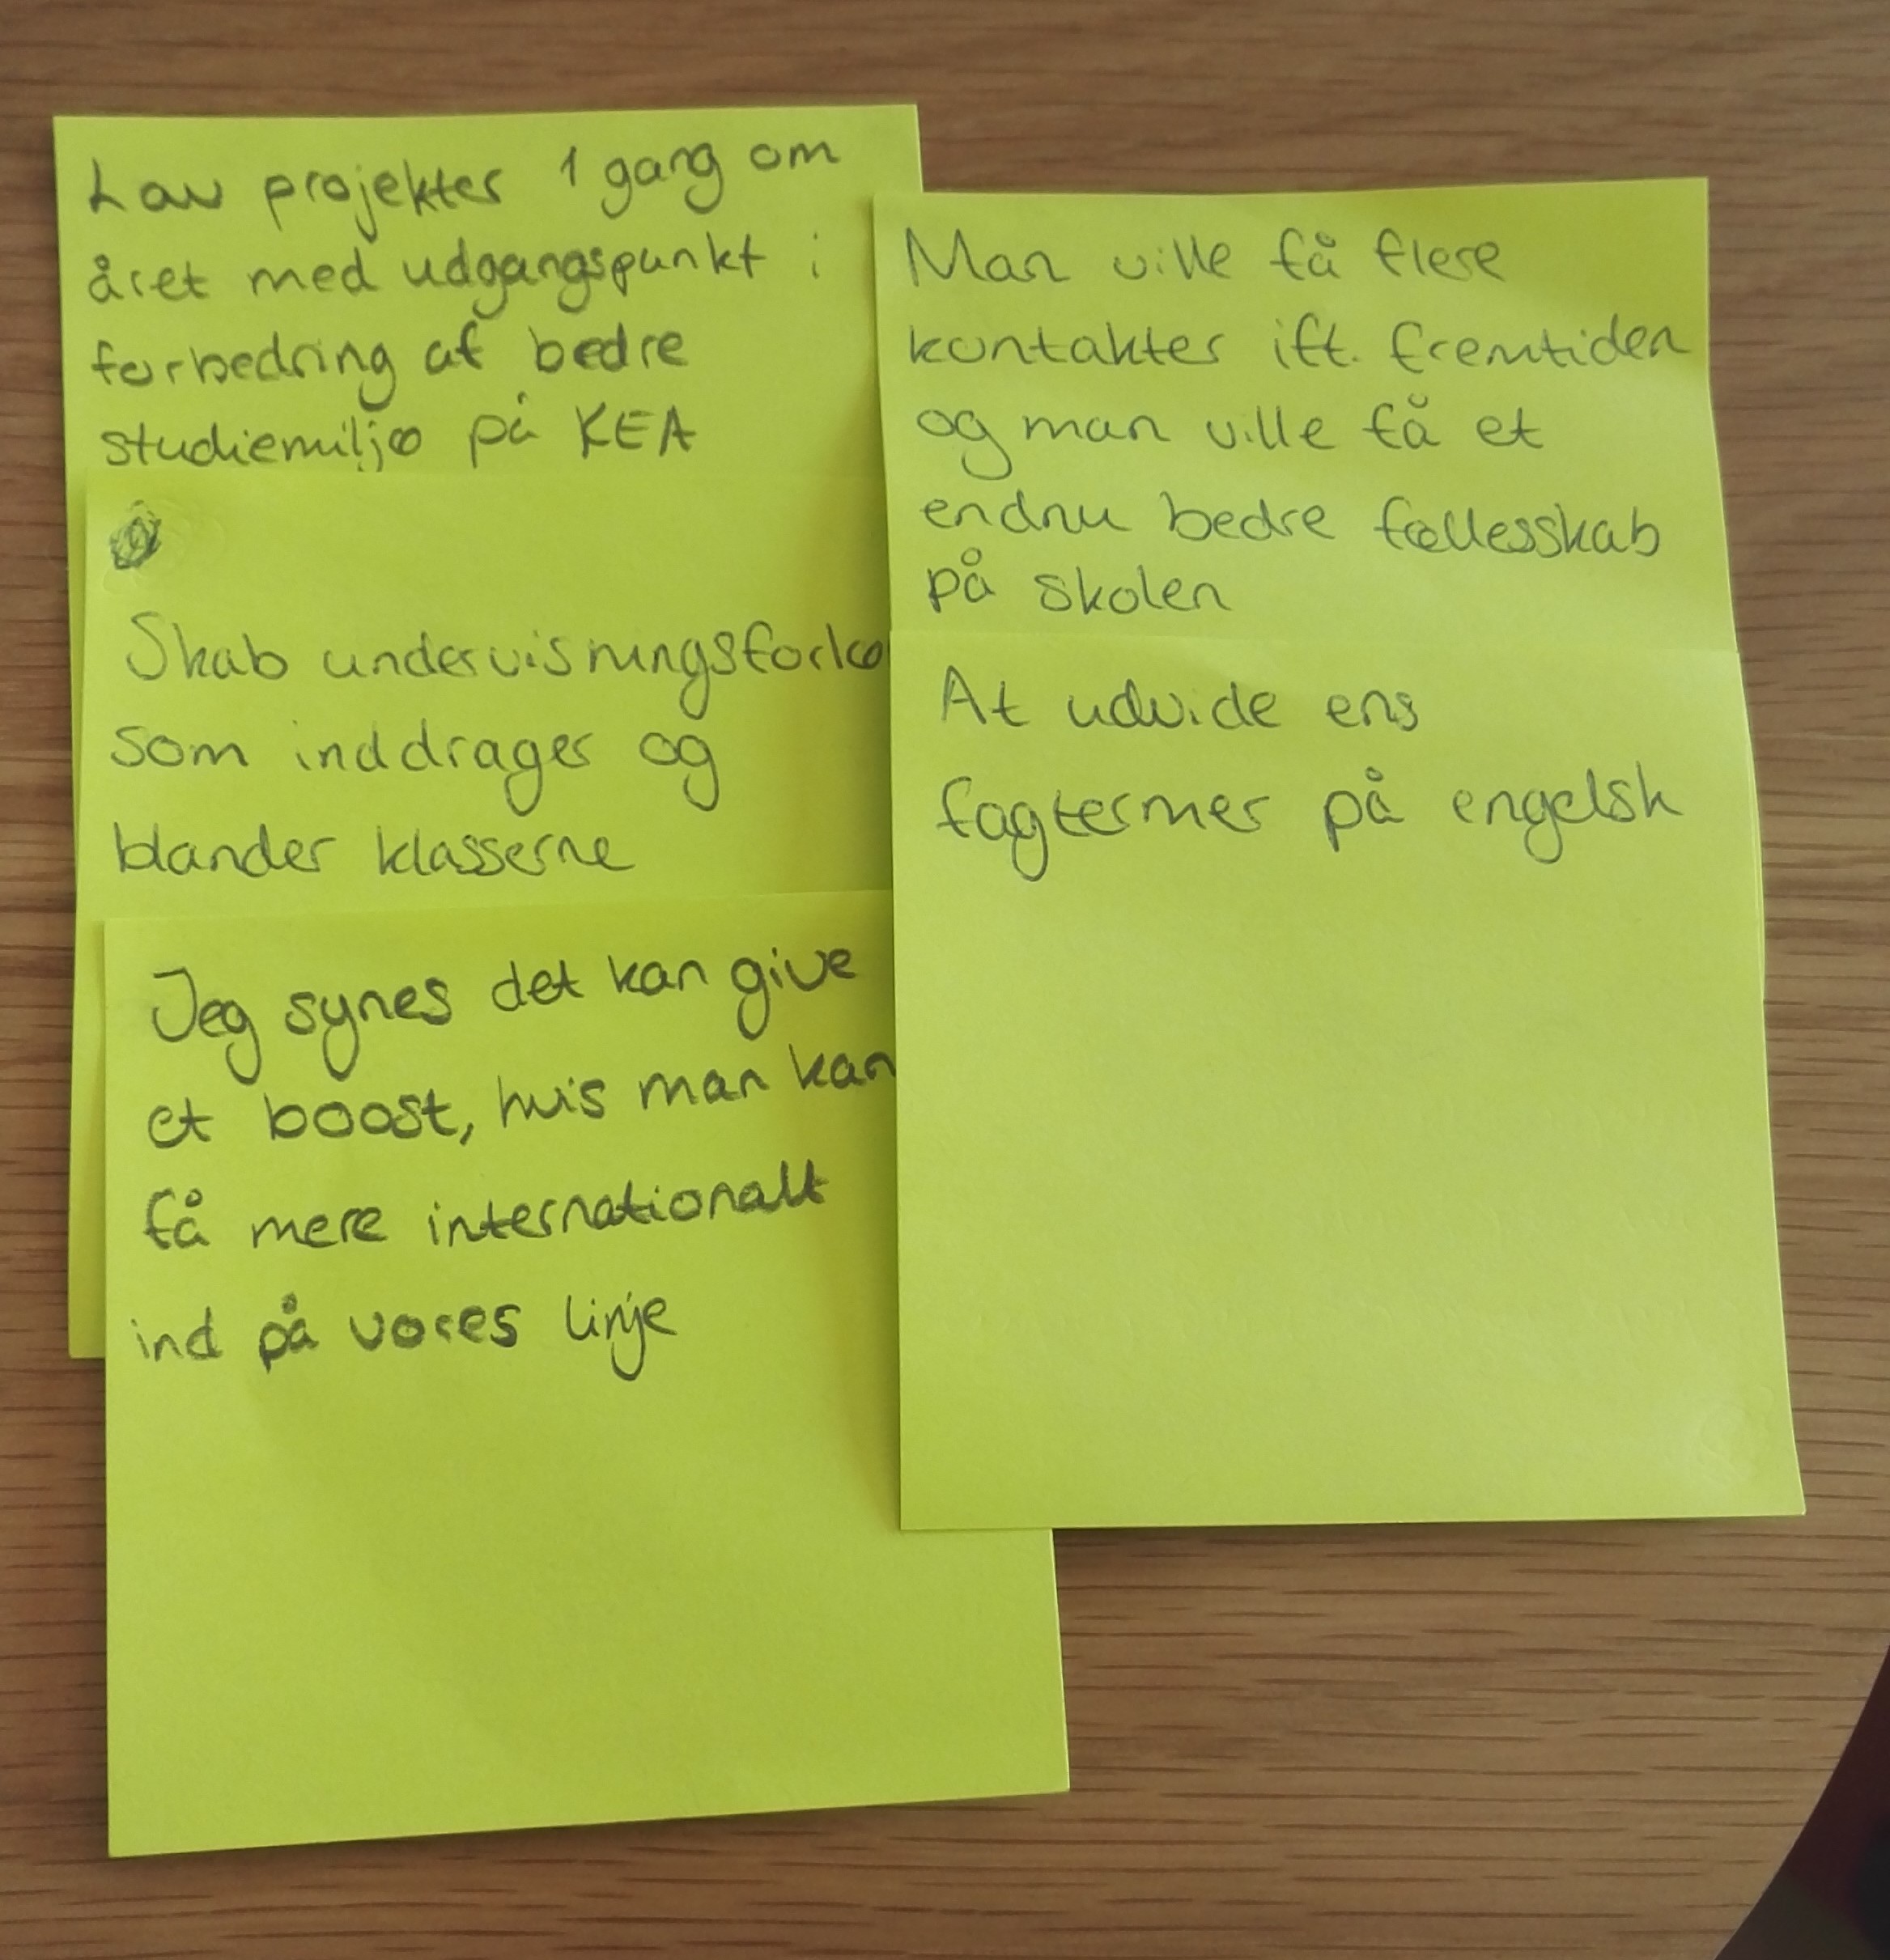 Lav projekter 1 gang om
året med udgangspunkt i
forbedring af bedre
studiemiljø på KEA
Skab undervisningsforlø
som inddrager og
blander klasserne
Jeg synes det kan give
et boost, hvis man kan
få mere internationalt
ind på vores linje
Man ville få flere
kontakter ift. fremtiden
og man ville få et
endnu bedre fællesskab
på skolen
At udvide ens
fagtermer på engelsk